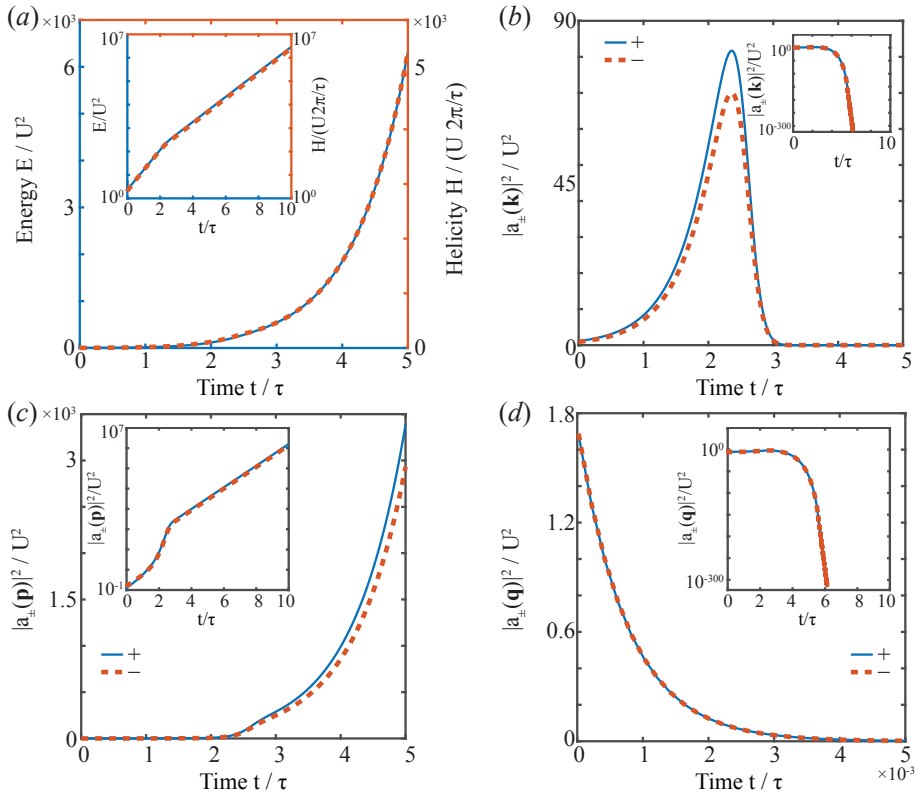 (a)
×10³
Energy E / U²
6
3
0
0 1 2 3 4 5
Time t / τ
×10³
5
0
Helicity H / (U 2π/τ)
E/U²
10⁷
10⁰
0 2 4 6 8 10
t/τ
10⁷
10⁰
H/(U2π/τ)
(b)
|a±(k)|² / U²
90
45
0
0 1 2 3 4 5
Time t / τ
+
−
|a±(k)|²/U²
10⁰
10⁻³⁰⁰
0 5 10
t/τ
(c)
×10³
|a±(p)|² / U²
3
1.5
0
0 1 2 3 4 5
Time t / τ
+
−
|a±(p)|²/U²
10⁷
10⁻¹
0 2 4 6 8 10
t/τ
(d)
|a±(q)|² / U²
1.8
1.6
1.2
0.6
0
0 1 2 3 4 5
×10⁻³
Time t / τ
+
−
|a±(q)|²/U²
10⁰
10⁻³⁰⁰
0 2 4 6 8 10
t/τ